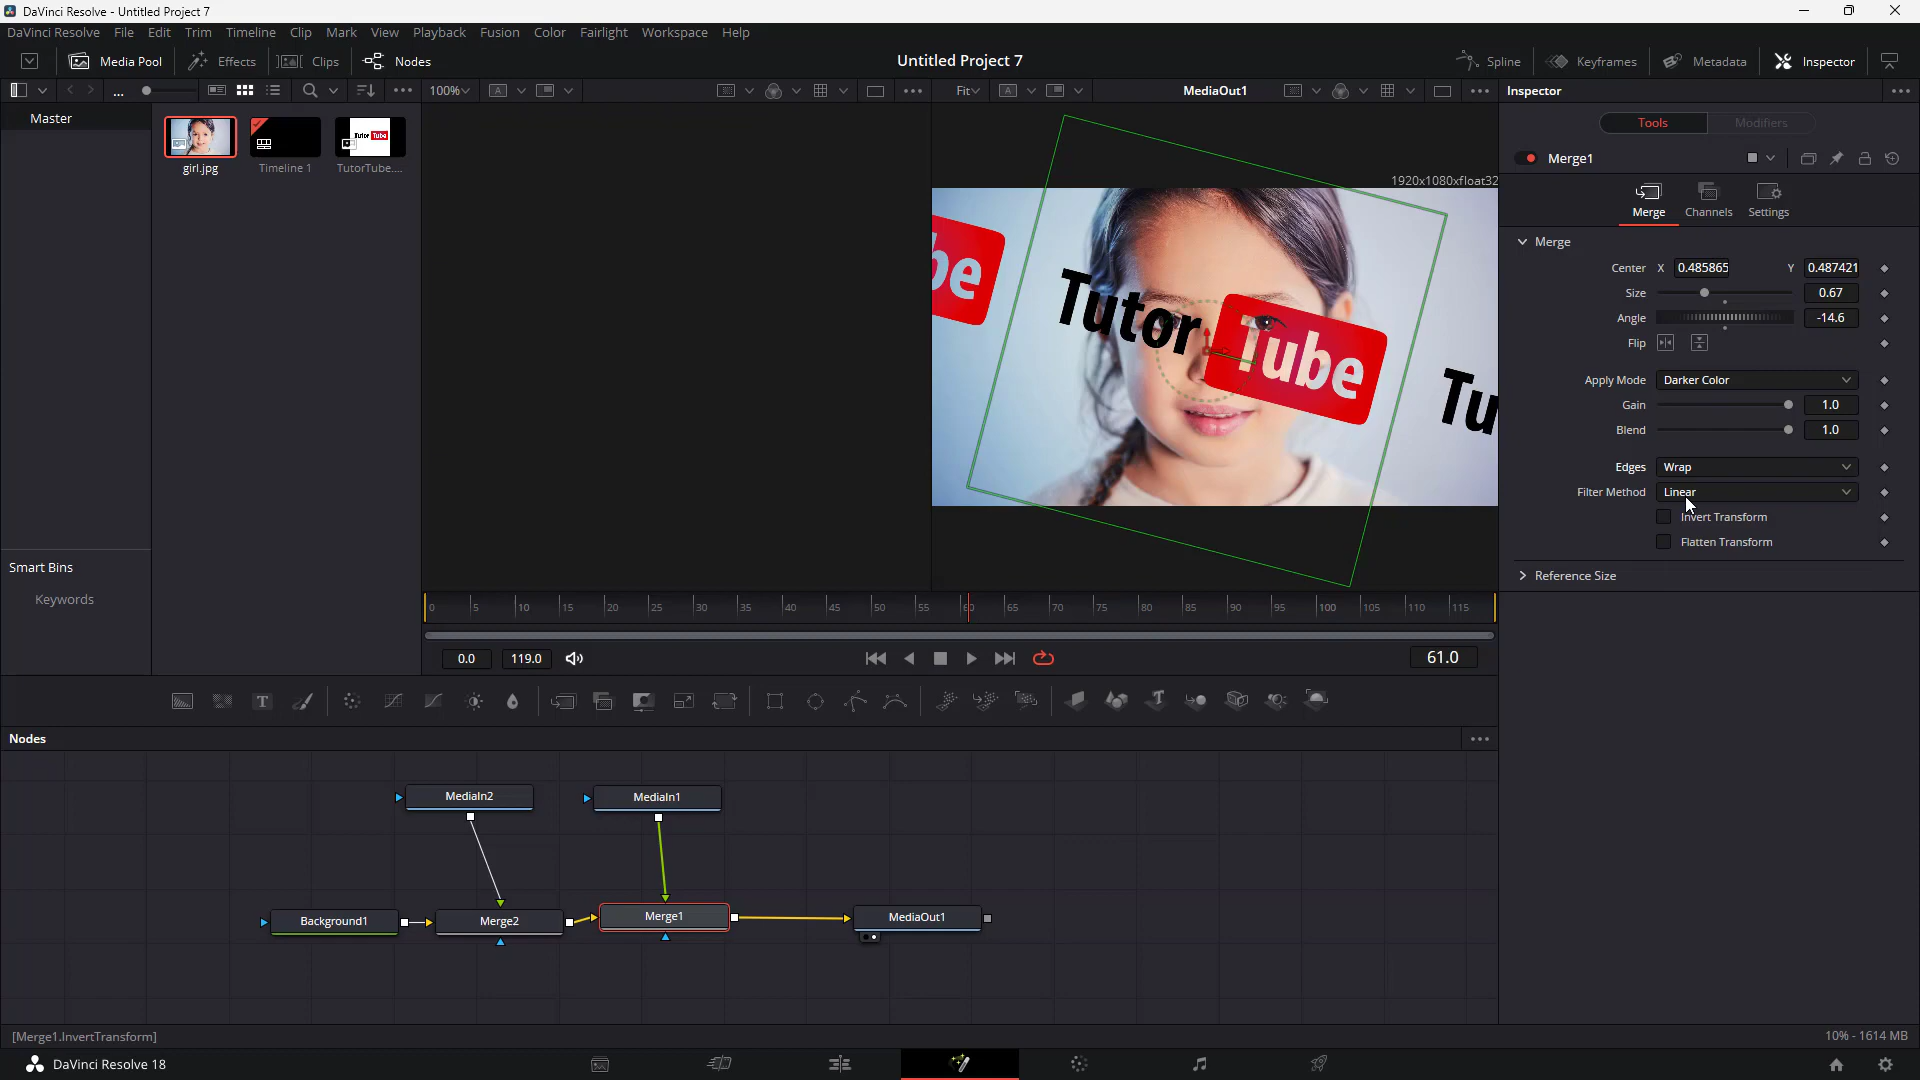 DaVinci Resolve - Untitled Project 7
DaVinci Resolve File Edit Trim Timeline Clip Mark View Playback Fusion Color Fairlight Workspace Help
Media Pool Effects Clips Nodes Untitled Project 7 Spline Keyframes Metadata Inspector
... 100% A Fit A MediaOut1 Inspector
Master
girl.jpg Timeline 1 TutorTube....
Tutor Tube
Tools Modifiers
Merge1
1920x1080xfloat32
Merge Channels Settings
Merge
Center X 0.485865 Y 0.487421
Size 0.67
Angle -14.6
Flip
Apply Mode Darker Color
Gain 1.0
Blend 1.0
Edges Wrap
Filter Method Linear
Invert Transform
Flatten Transform
Reference Size
be
Tutor Tube
Tu
Smart Bins
Keywords
0 5 10 15 20 25 30 35 40 45 50 55 60 65 70 75 80 85 90 95 100 105 110 115
0.0 119.0 61.0
T T
Nodes
MediaIn2 MediaIn1
Background1 Merge2 Merge1 MediaOut1
[Merge1.InvertTransform] 10% - 1614 MB
DaVinci Resolve 18